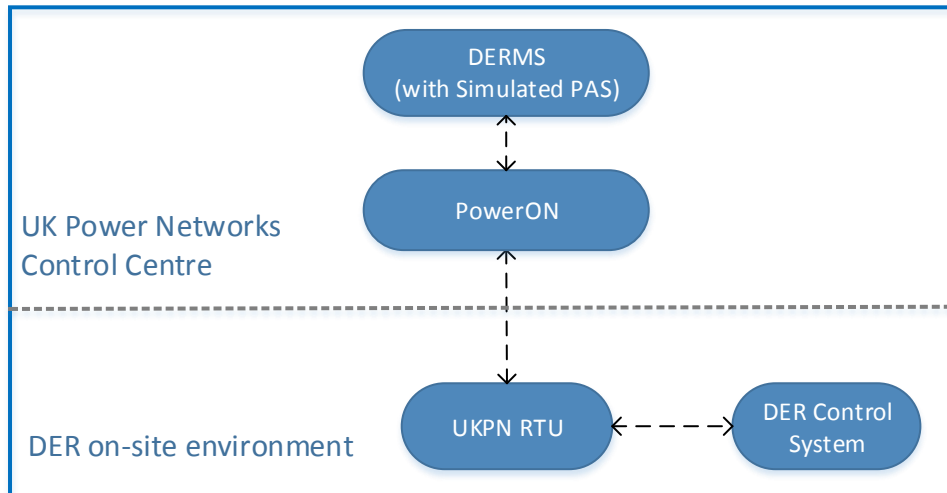 DERMS
(with Simulated PAS)
PowerON
UK Power Networks
Control Centre
UKPN RTU
DER Control
System
DER on-site environment